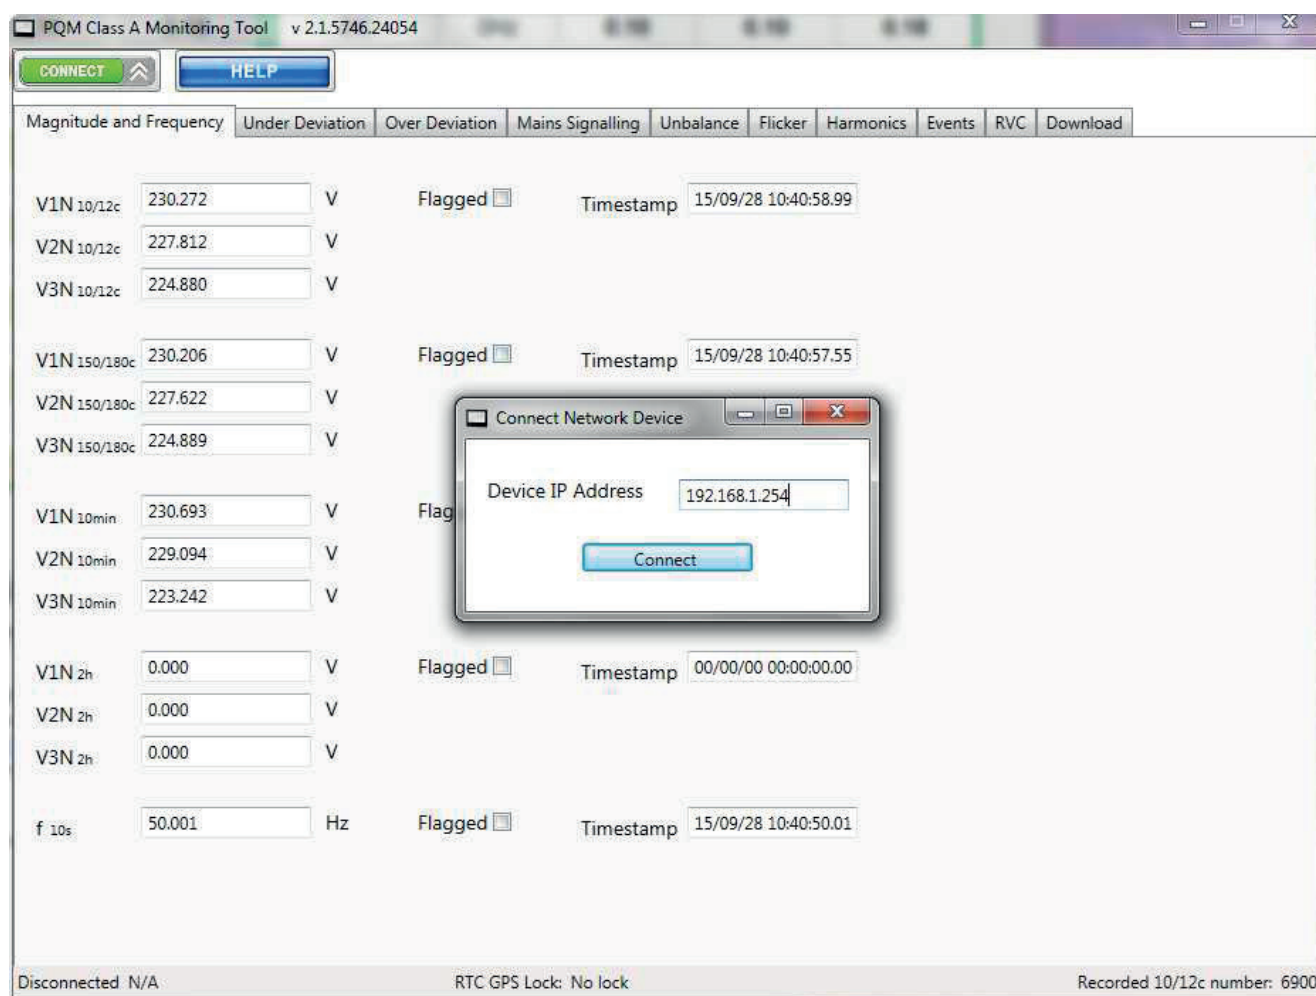 PQM Class A Monitoring Tool v 2.1.5746.24054
CONNECT HELP
Magnitude and Frequency Under Deviation Over Deviation Mains Signalling Unbalance Flicker Harmonics Events RVC Download
V1N 10/12c 230.272 V Flagged Timestamp 15/09/28 10:40:58.99
V2N 10/12c 227.812 V
V3N 10/12c 224.880 V
V1N 150/180c 230.206 V Flagged Timestamp 15/09/28 10:40:57.55
V2N 150/180c 227.622 V
V3N 150/180c 224.889 V
Connect Network Device
Device IP Address 192.168.1.254
Connect
V1N 10min 230.693 V Flag
V2N 10min 229.094 V
V3N 10min 223.242 V
V1N 2h 0.000 V Flagged Timestamp 00/00/00 00:00:00.00
V2N 2h 0.000 V
V3N 2h 0.000 V
f 10s 50.001 Hz Flagged Timestamp 15/09/28 10:40:50.01
Disconnected N/A RTC GPS Lock: No lock Recorded 10/12c number: 6900